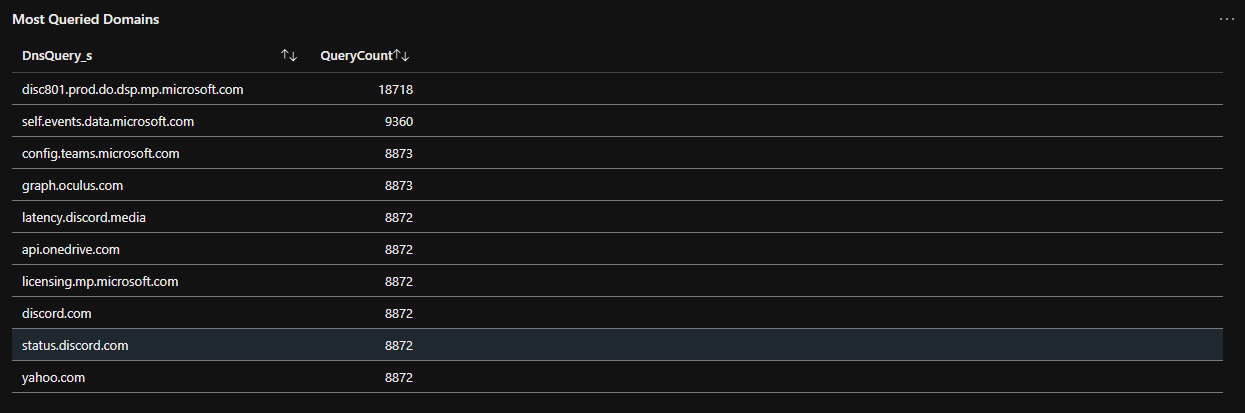 Most Queried Domains
DnsQuery_s QueryCount
disc801.prod.do.dsp.mp.microsoft.com 18718
self.events.data.microsoft.com 9360
config.teams.microsoft.com 8873
graph.oculus.com 8873
latency.discord.media 8872
api.onedrive.com 8872
licensing.mp.microsoft.com 8872
discord.com 8872
status.discord.com 8872
yahoo.com 8872